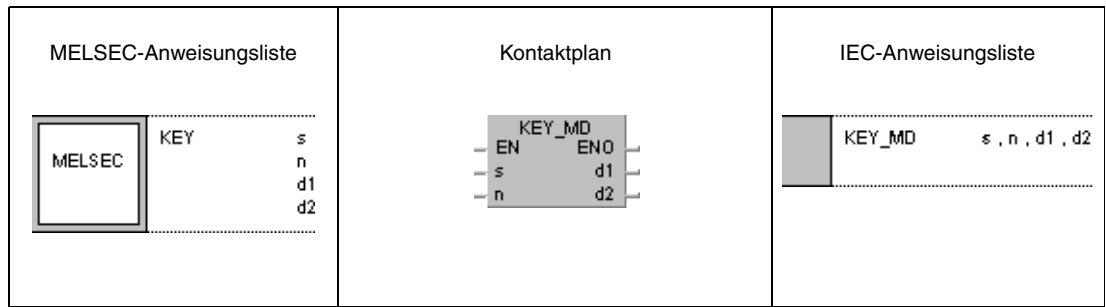 MELSEC-Anweisungsliste
MELSEC
KEY s
n
d1
d2
Kontaktplan
KEY_MD
EN ENO
s d1
n d2
IEC-Anweisungsliste
KEY_MD s , n , d1 , d2